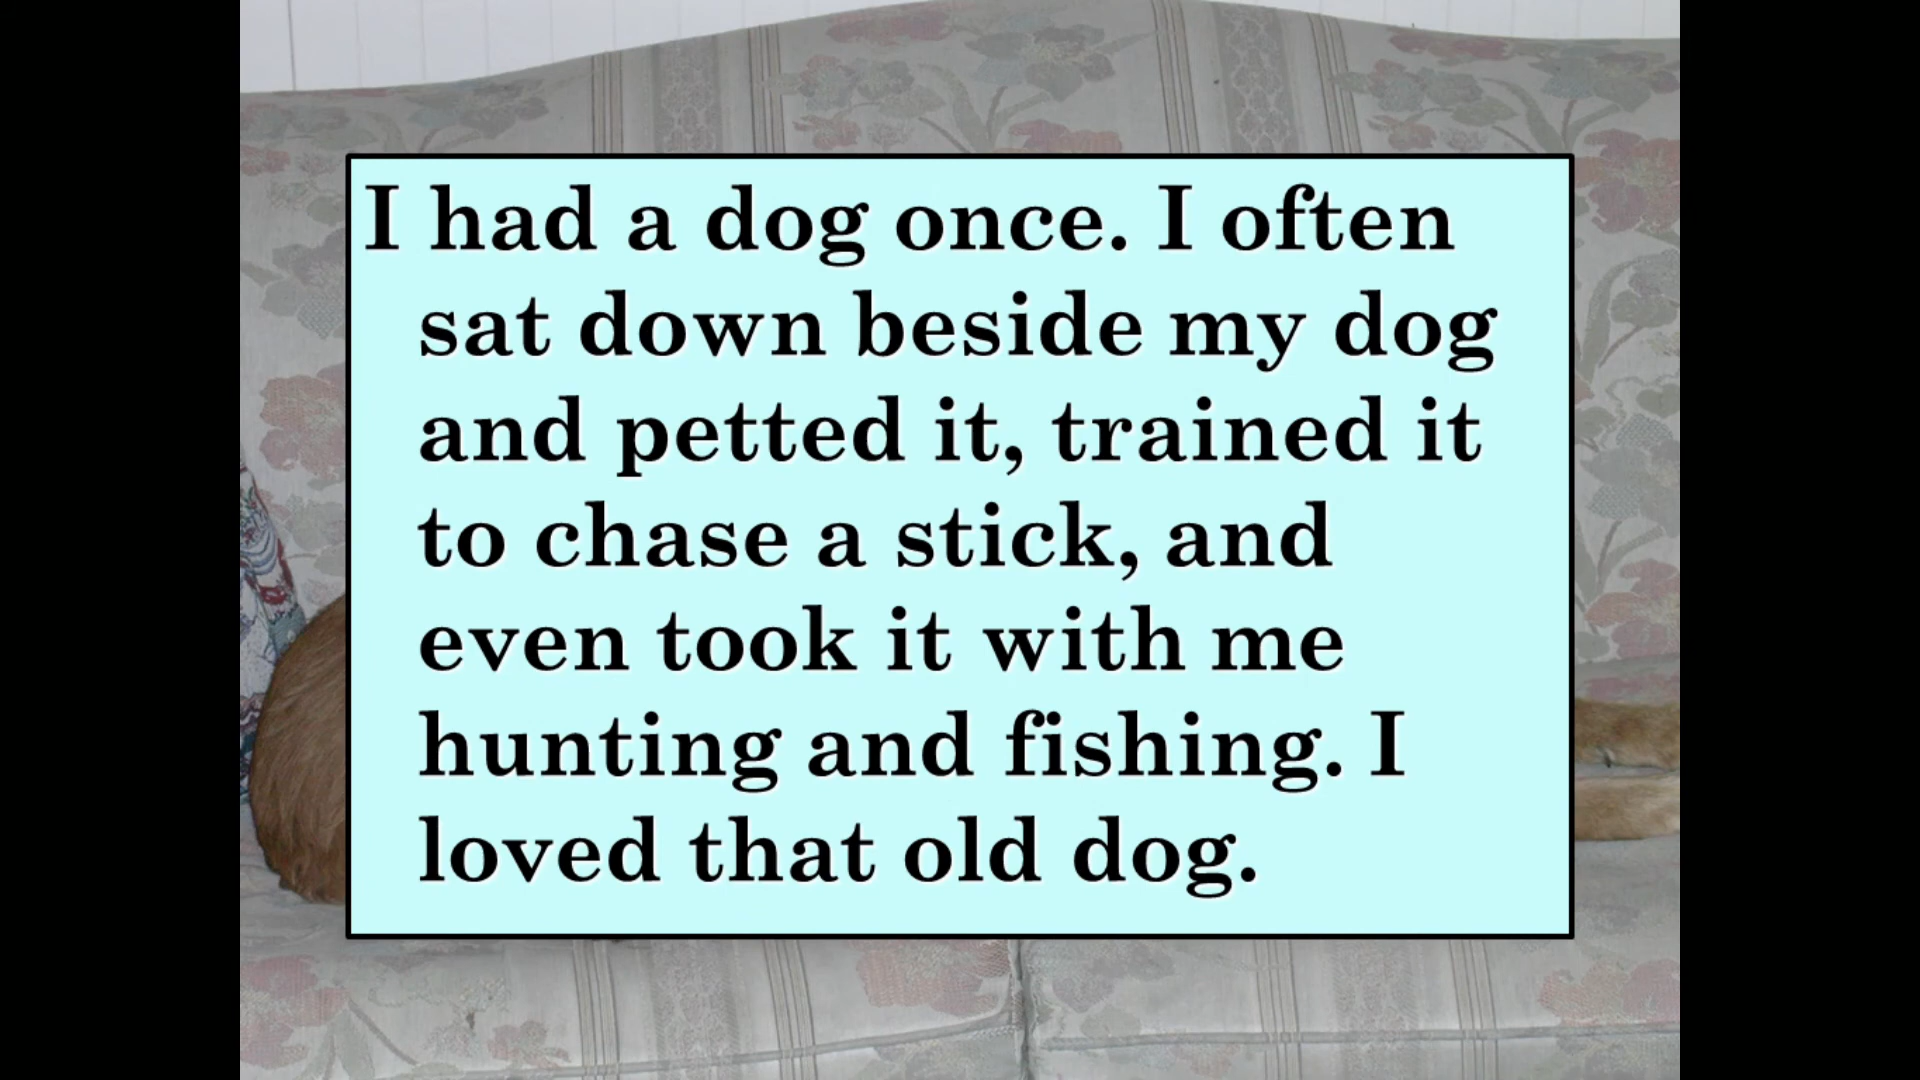 I had a dog once. I often
sat down beside my dog
and petted it, trained it
to chase a stick, and
even took it with me
hunting and fishing. I
loved that old dog.